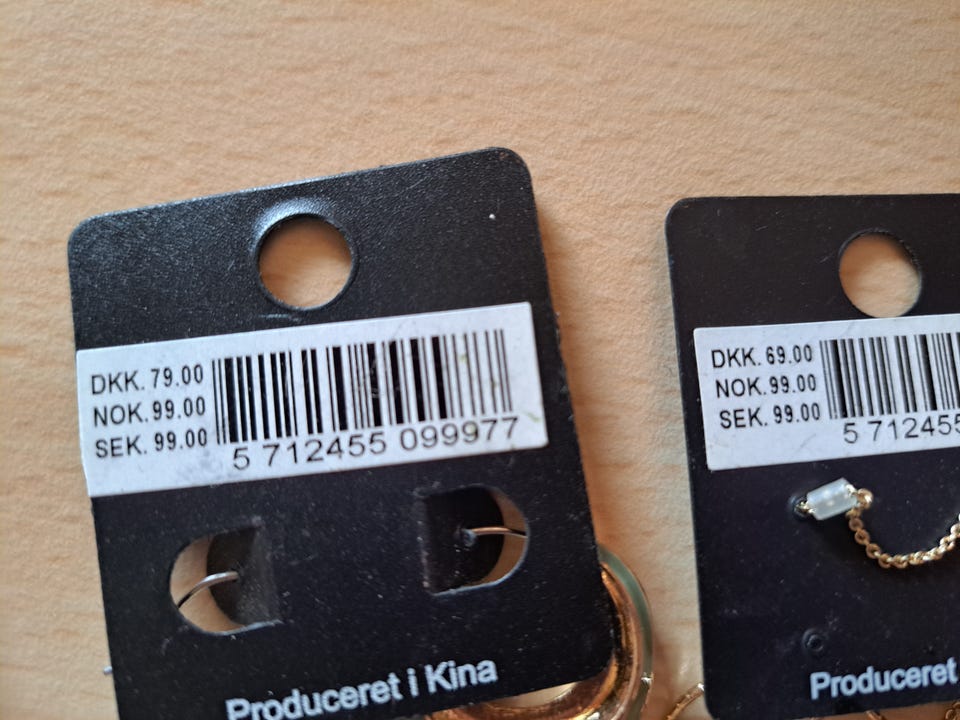 DKK. 79.00
NOK. 99.00
SEK. 99.00
5 712455 099977
Produceret i Kina
DKK. 69.00
NOK. 99.00
SEK. 99.00
5 712455
Produceret